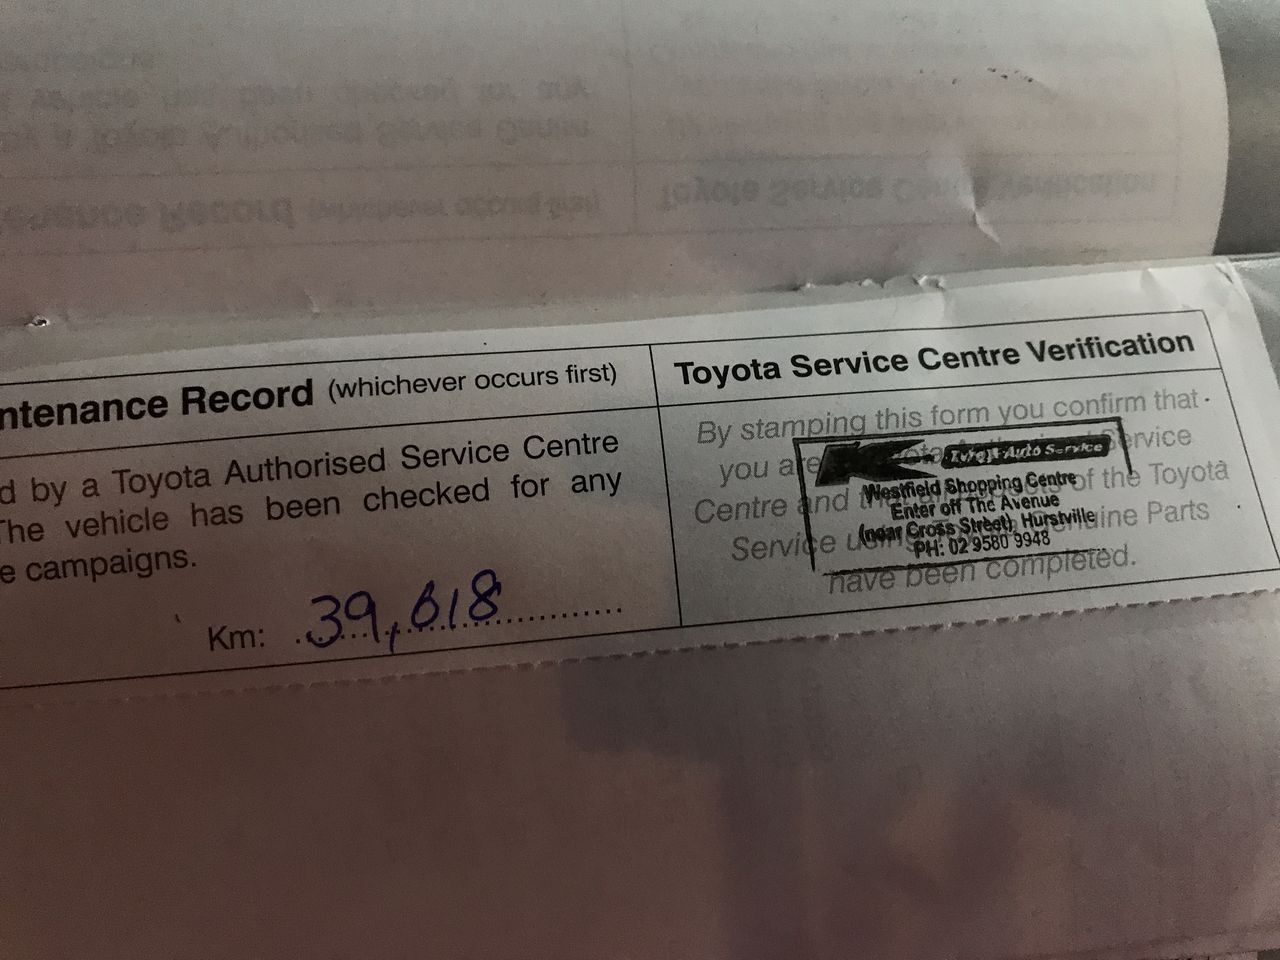 ntenance Record (whichever occurs first)
d by a Toyota Authorised Service Centre
The vehicle has been checked for any
e campaigns.
Km: 39,618
Toyota Service Centre Verification
By stamping this form you confirm that
you are Service
Centre and of the Toyota
Service using Genuine Parts
have been completed.
Auto Service
Westfield Shopping Centre
Enter off The Avenue
(near Cross Street), Hurstville
PH: 02 9580 9948